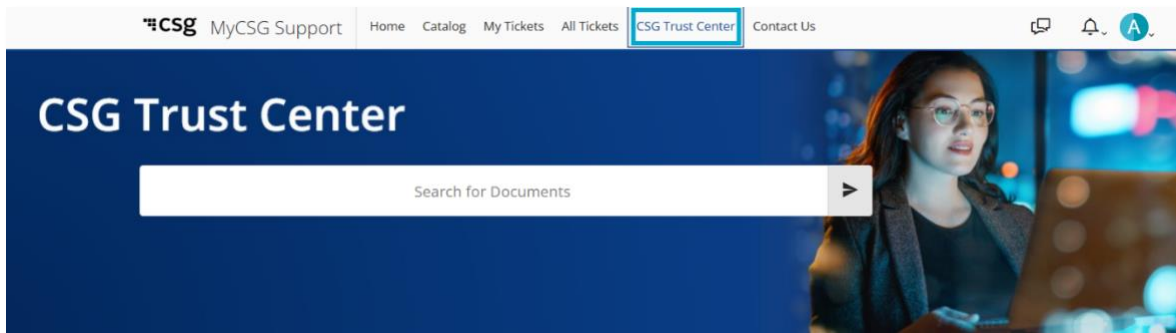 csg MyCSG Support Home Catalog My Tickets All Tickets CSG Trust Center Contact Us A
CSG Trust Center
Search for Documents